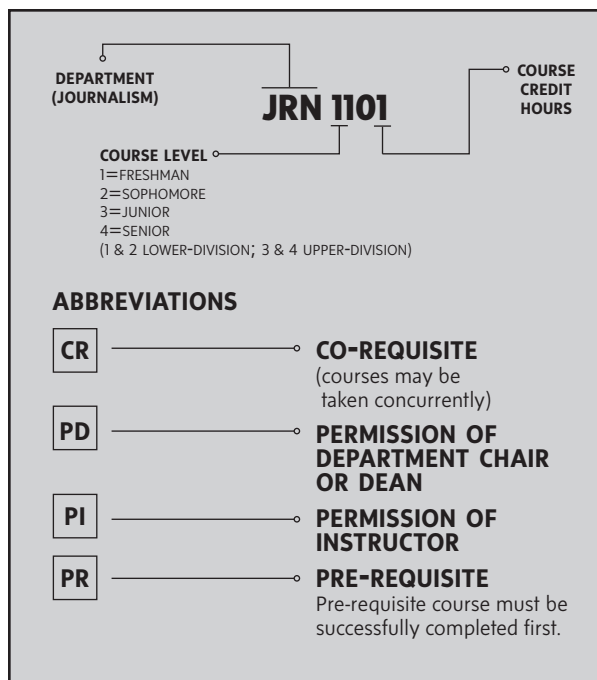 DEPARTMENT
(JOURNALISM)
JRN 1101
COURSE
CREDIT
HOURS
COURSE LEVEL
1=FRESHMAN
2=SOPHOMORE
3=JUNIOR
4=SENIOR
(1 & 2 LOWER-DIVISION; 3 & 4 UPPER-DIVISION)
ABBREVIATIONS
CR
CO-REQUISITE
(courses may be
taken concurrently)
PD
PERMISSION OF
DEPARTMENT CHAIR
OR DEAN
PI
PERMISSION OF
INSTRUCTOR
PR
PRE-REQUISITE
Pre-requisite course must be
successfully completed first.